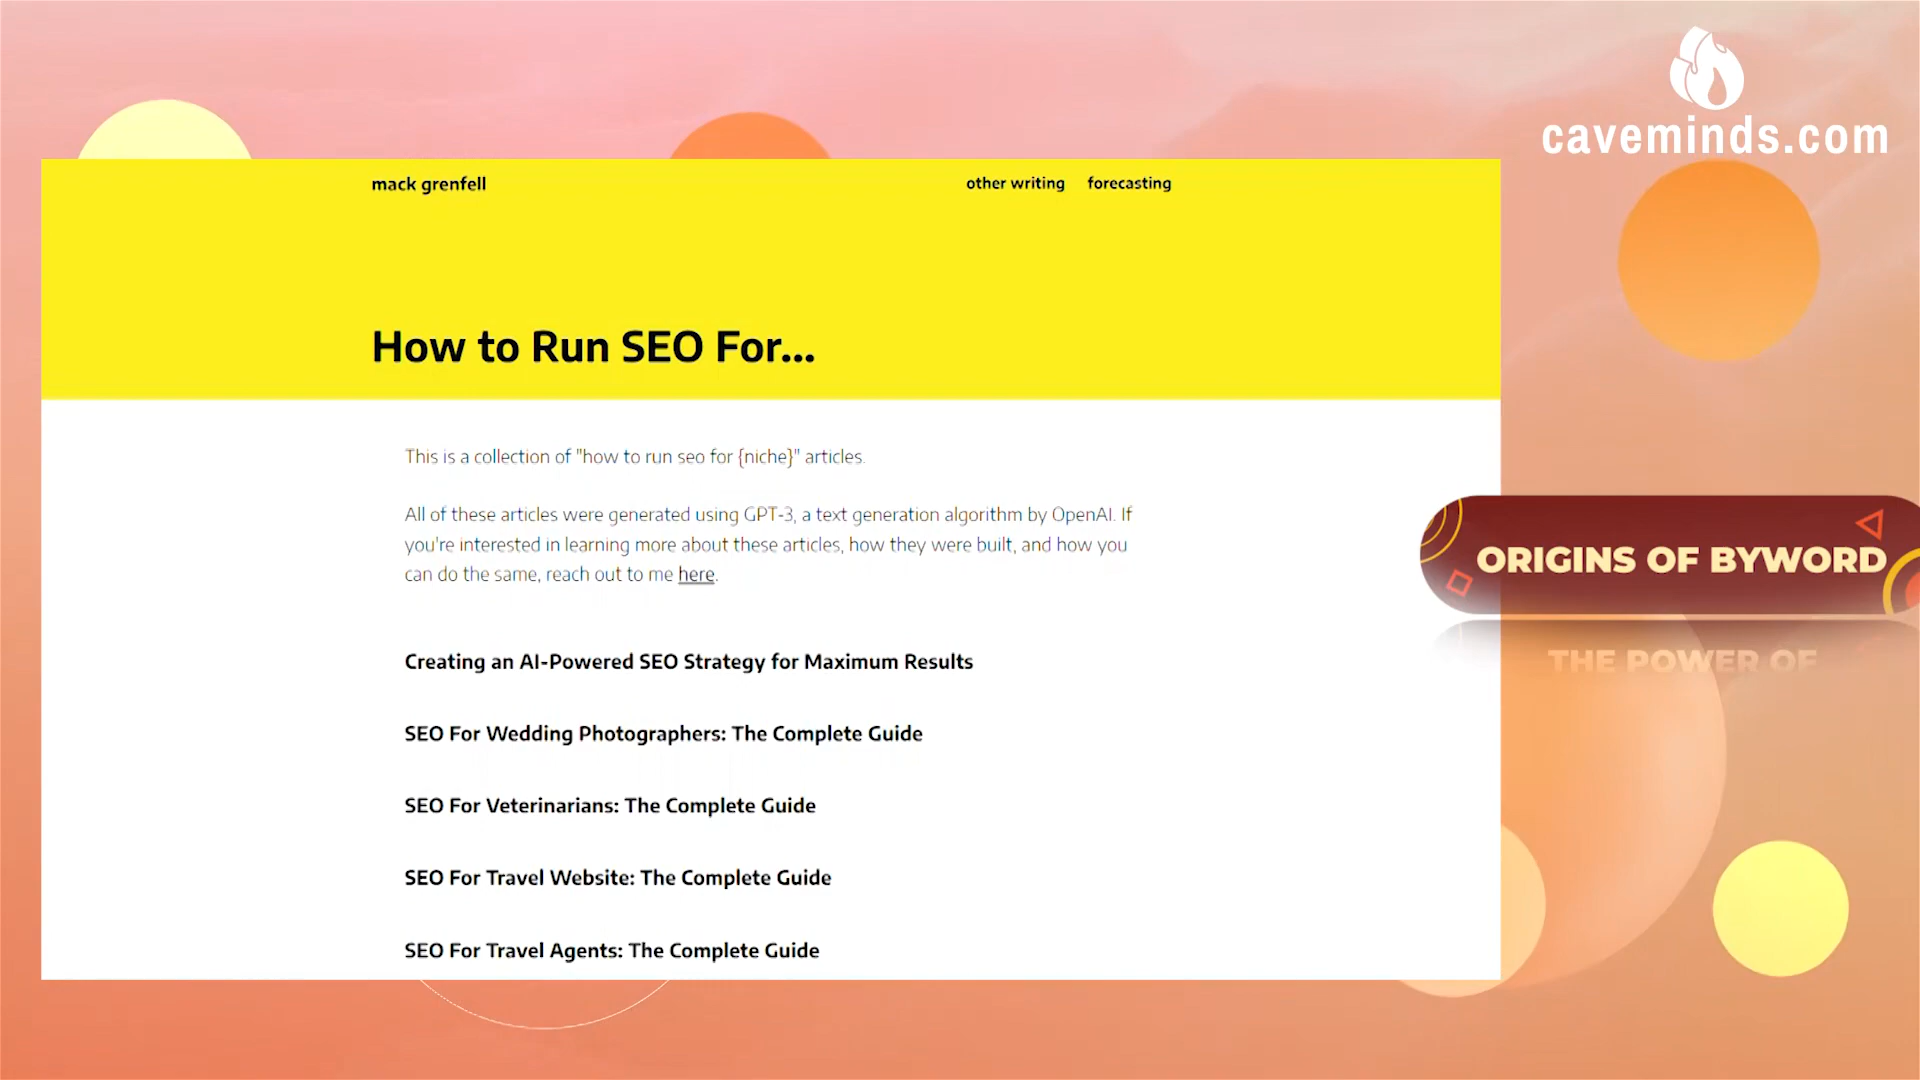 caveminds.com
mack grenfell
other writing forecasting
How to Run SEO For...
This is a collection of "how to run seo for {niche}" articles.
All of these articles were generated using GPT-3, a text generation algorithm by OpenAI. If
you're interested in learning more about these articles, how they were built, and how you
can do the same, reach out to me here.
ORIGINS OF BYWORD
THE POWER OF
Creating an AI-Powered SEO Strategy for Maximum Results
SEO For Wedding Photographers: The Complete Guide
SEO For Veterinarians: The Complete Guide
SEO For Travel Website: The Complete Guide
SEO For Travel Agents: The Complete Guide